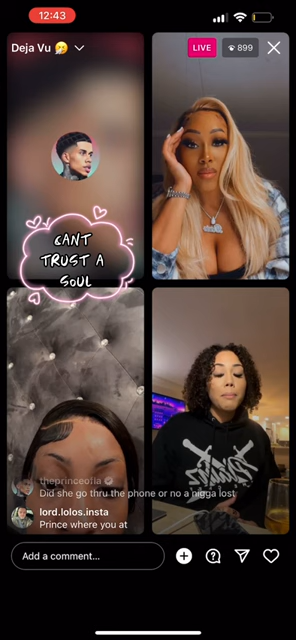 12:43
Deja Vu 🤧
LIVE
899
CANT
TRUST A
SOUL
theprinceofla
Did she go thru the phone or no a nigga lost
lord.lolos.insta
Prince where you at
Add a comment...